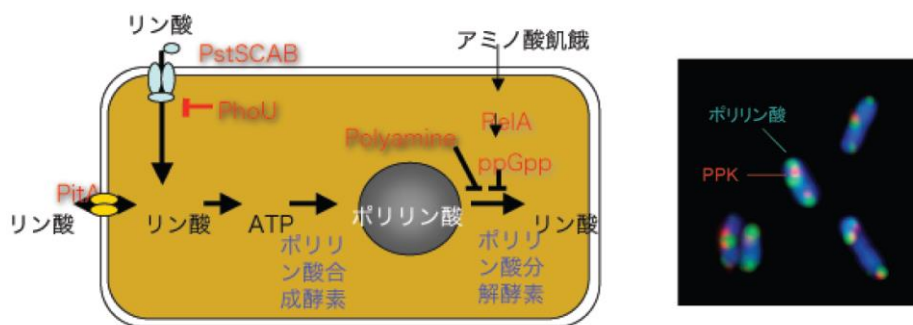 リン酸
PstSCAB
アミノ酸飢餓
PhoU
RelA
Polyamine
ppGpp
PitA
リン酸
リン酸
ATP
ポリリン酸
リン酸
ポリリ
ン酸合
成酵素
ポリリ
ン酸分
解酵素
ポリリン酸
PPK